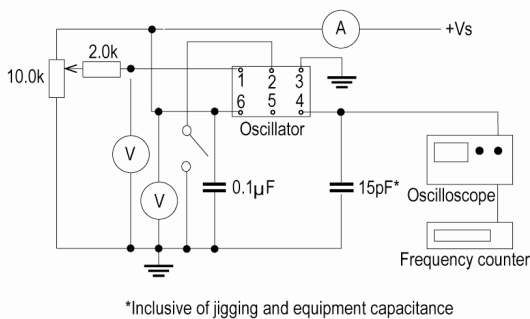 A
+Vs
2.0k
10.0k
1 2 3
6 5 4
Oscillator
V
V
0.1µF
15pF*
Oscilloscope
Frequency counter
*Inclusive of jigging and equipment capacitance